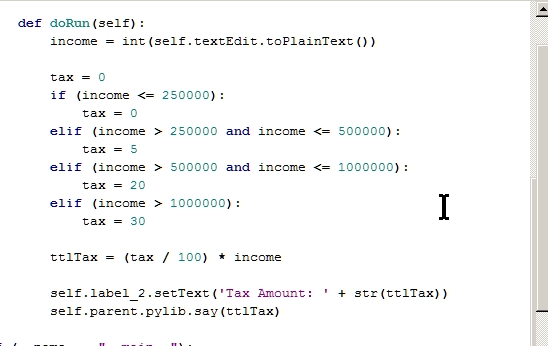 def doRun(self):
income = int(self.textEdit.toPlainText())
tax = 0
if (income <= 250000):
tax = 0
elif (income > 250000 and income <= 500000):
tax = 5
elif (income > 500000 and income <= 1000000):
tax = 20
elif (income > 1000000):
tax = 30
ttlTax = (tax / 100) * income
self.label_2.setText('Tax Amount: ' + str(ttlTax))
self.parent.pylib.say(ttlTax)